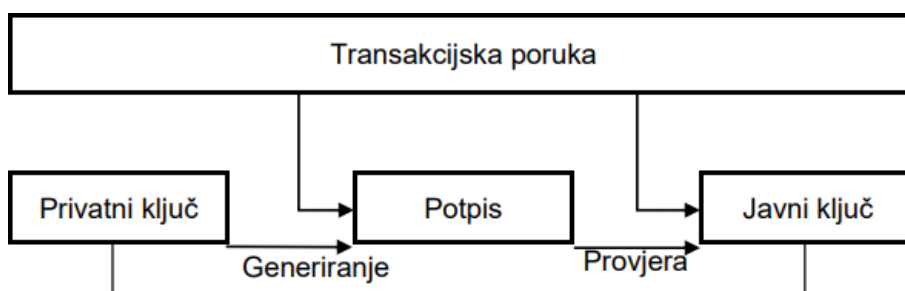 Transakcijska poruka
Privatni ključ
Potpis
Javni ključ
Generiranje
Provjera